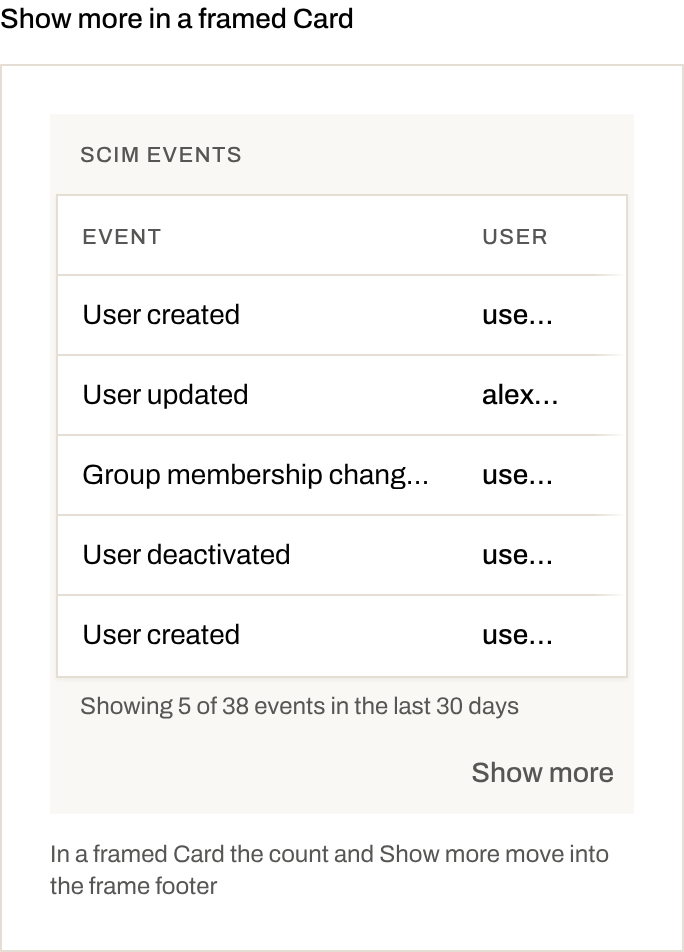 Show more in a framed Card
SCIM EVENTS
EVENT USER
User created use...
User updated alex...
Group membership chang... use...
User deactivated use...
User created use...
Showing 5 of 38 events in the last 30 days
Show more
In a framed Card the count and Show more move into
the frame footer